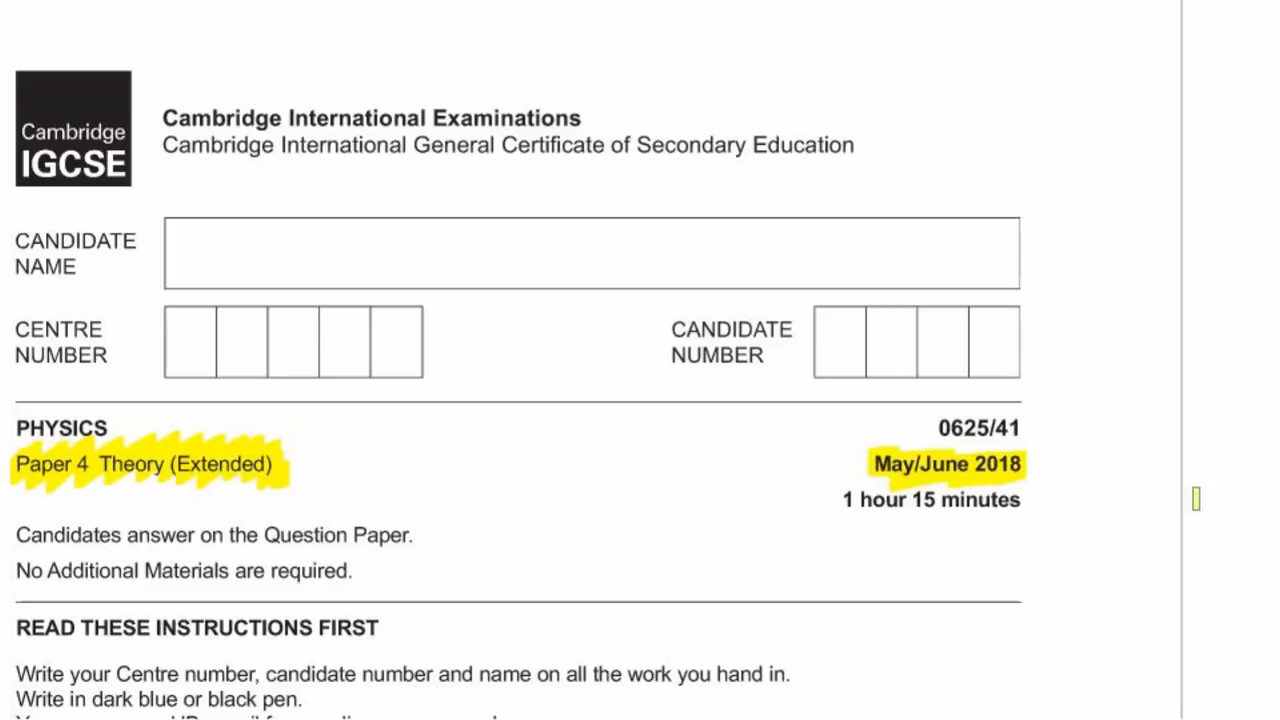 Cambridge
IGCSE
Cambridge International Examinations
Cambridge International General Certificate of Secondary Education
CANDIDATE
NAME
CENTRE
NUMBER
CANDIDATE
NUMBER
PHYSICS 0625/41
Paper 4 Theory (Extended) May/June 2018
1 hour 15 minutes
Candidates answer on the Question Paper.
No Additional Materials are required.
READ THESE INSTRUCTIONS FIRST
Write your Centre number, candidate number and name on all the work you hand in.
Write in dark blue or black pen.